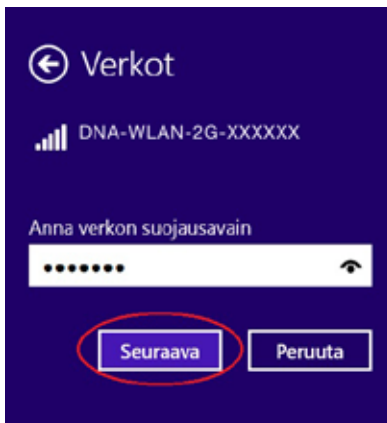 Verkot
DNA-WLAN-2G-XXXXXX
Anna verkon suojausavain
•••••••
Seuraava Peruuta